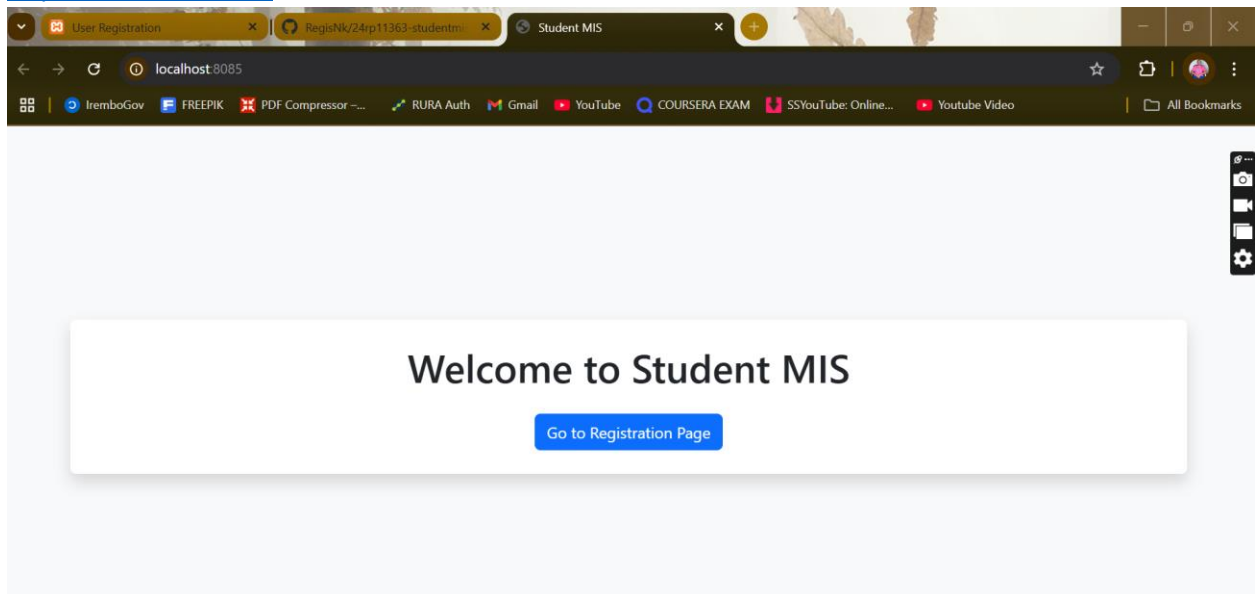 User Registration
RegisNk/24rp11363-studentmi
Student MIS
localhost:8085
IremboGov
FREEPIK
PDF Compressor –...
RURA Auth
Gmail
YouTube
COURSERA EXAM
SSYouTube: Online...
Youtube Video
All Bookmarks
Welcome to Student MIS
Go to Registration Page